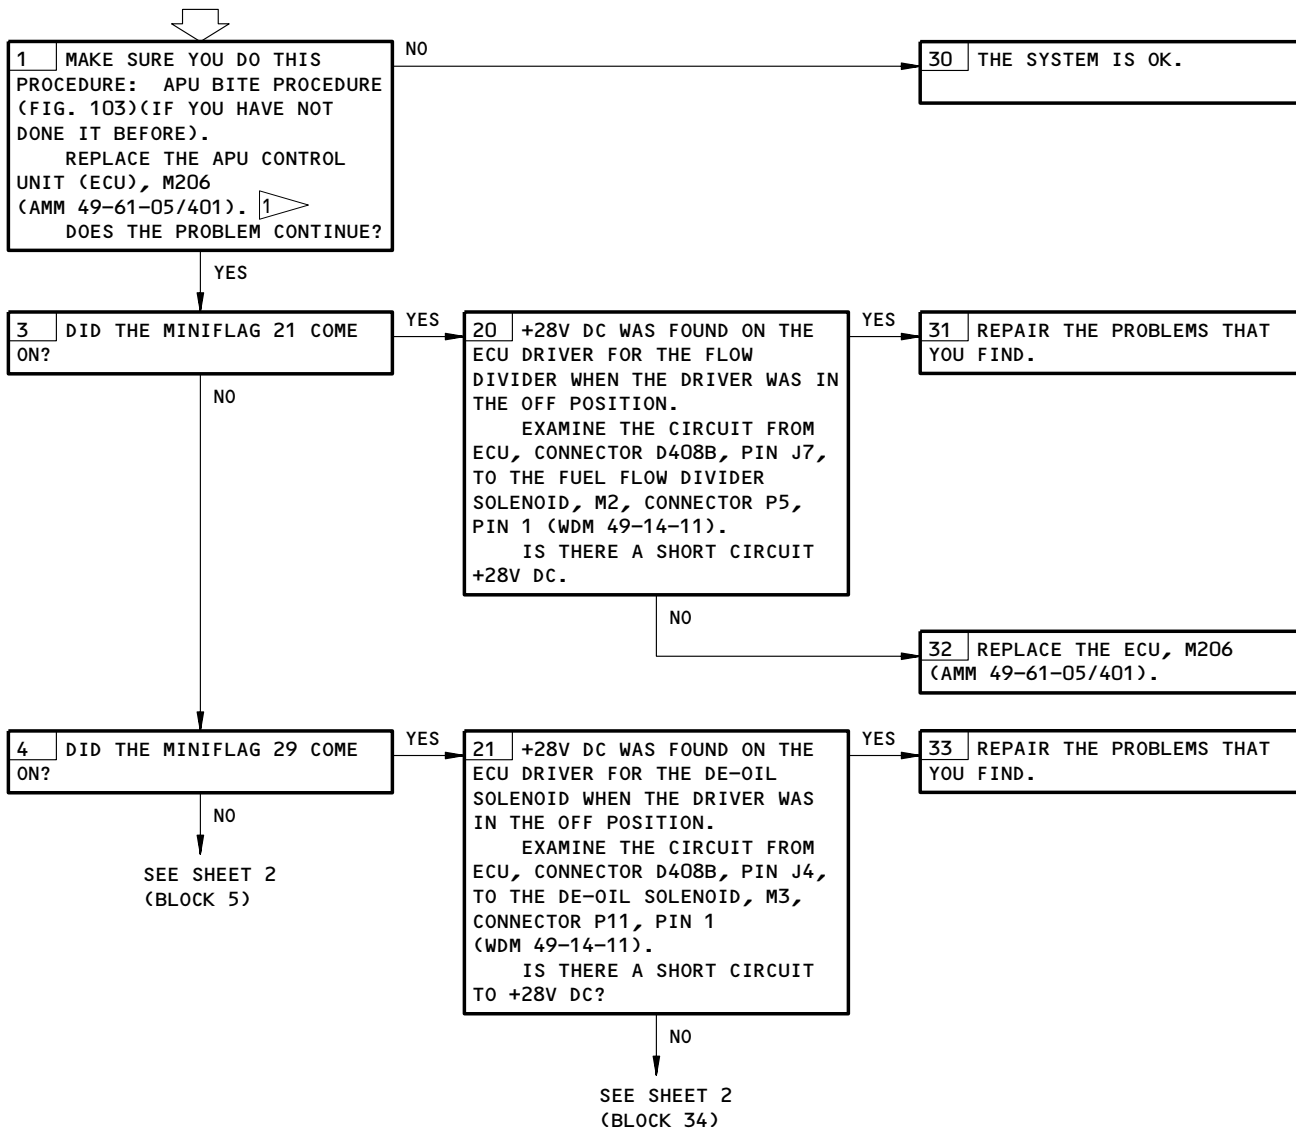 1 MAKE SURE YOU DO THIS
PROCEDURE: APU BITE PROCEDURE
(FIG. 103)(IF YOU HAVE NOT
DONE IT BEFORE).
REPLACE THE APU CONTROL
UNIT (ECU), M206
(AMM 49-61-05/401). 1
DOES THE PROBLEM CONTINUE?
NO
30 THE SYSTEM IS OK.
YES
3 DID THE MINIFLAG 21 COME
ON?
YES
20 +28V DC WAS FOUND ON THE
ECU DRIVER FOR THE FLOW
DIVIDER WHEN THE DRIVER WAS IN
THE OFF POSITION.
EXAMINE THE CIRCUIT FROM
ECU, CONNECTOR D408B, PIN J7,
TO THE FUEL FLOW DIVIDER
SOLENOID, M2, CONNECTOR P5,
PIN 1 (WDM 49-14-11).
IS THERE A SHORT CIRCUIT
+28V DC.
YES
31 REPAIR THE PROBLEMS THAT
YOU FIND.
NO
NO
32 REPLACE THE ECU, M206
(AMM 49-61-05/401).
4 DID THE MINIFLAG 29 COME
ON?
YES
21 +28V DC WAS FOUND ON THE
ECU DRIVER FOR THE DE-OIL
SOLENOID WHEN THE DRIVER WAS
IN THE OFF POSITION.
EXAMINE THE CIRCUIT FROM
ECU, CONNECTOR D408B, PIN J4,
TO THE DE-OIL SOLENOID, M3,
CONNECTOR P11, PIN 1
(WDM 49-14-11).
IS THERE A SHORT CIRCUIT
TO +28V DC?
YES
33 REPAIR THE PROBLEMS THAT
YOU FIND.
NO
SEE SHEET 2
(BLOCK 5)
NO
SEE SHEET 2
(BLOCK 34)